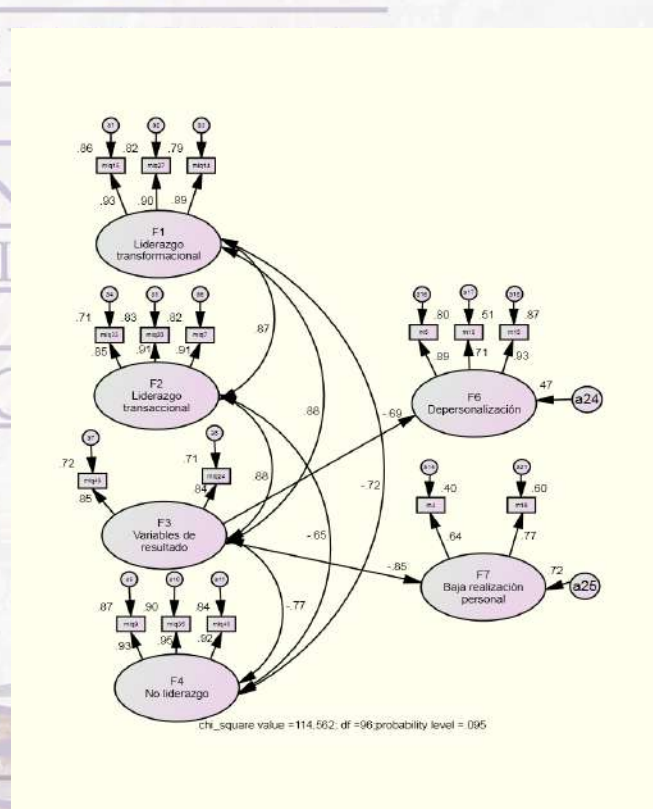 .86
.82
.79
.93
.90
.89
F1
Liderazgo
transformacional
.71
.83
.82
mlq7
.85
.91
.91
F2
Liderazgo
transaccional
.87
.88
.72
.71
.85
.84
F3
Variables de
resultado
.88
-.65
-.72
-.77
.87
.90
.84
.93
.95
.92
F4
No liderazgo
.80
.51
.87
.89
.71
.93
F6
Depersonalización
.47
a24
-.69
.40
.60
.64
.77
F7
Baja realización
personal
.72
a25
-.85
chi_square value =114,562; df =96;probability level =.095